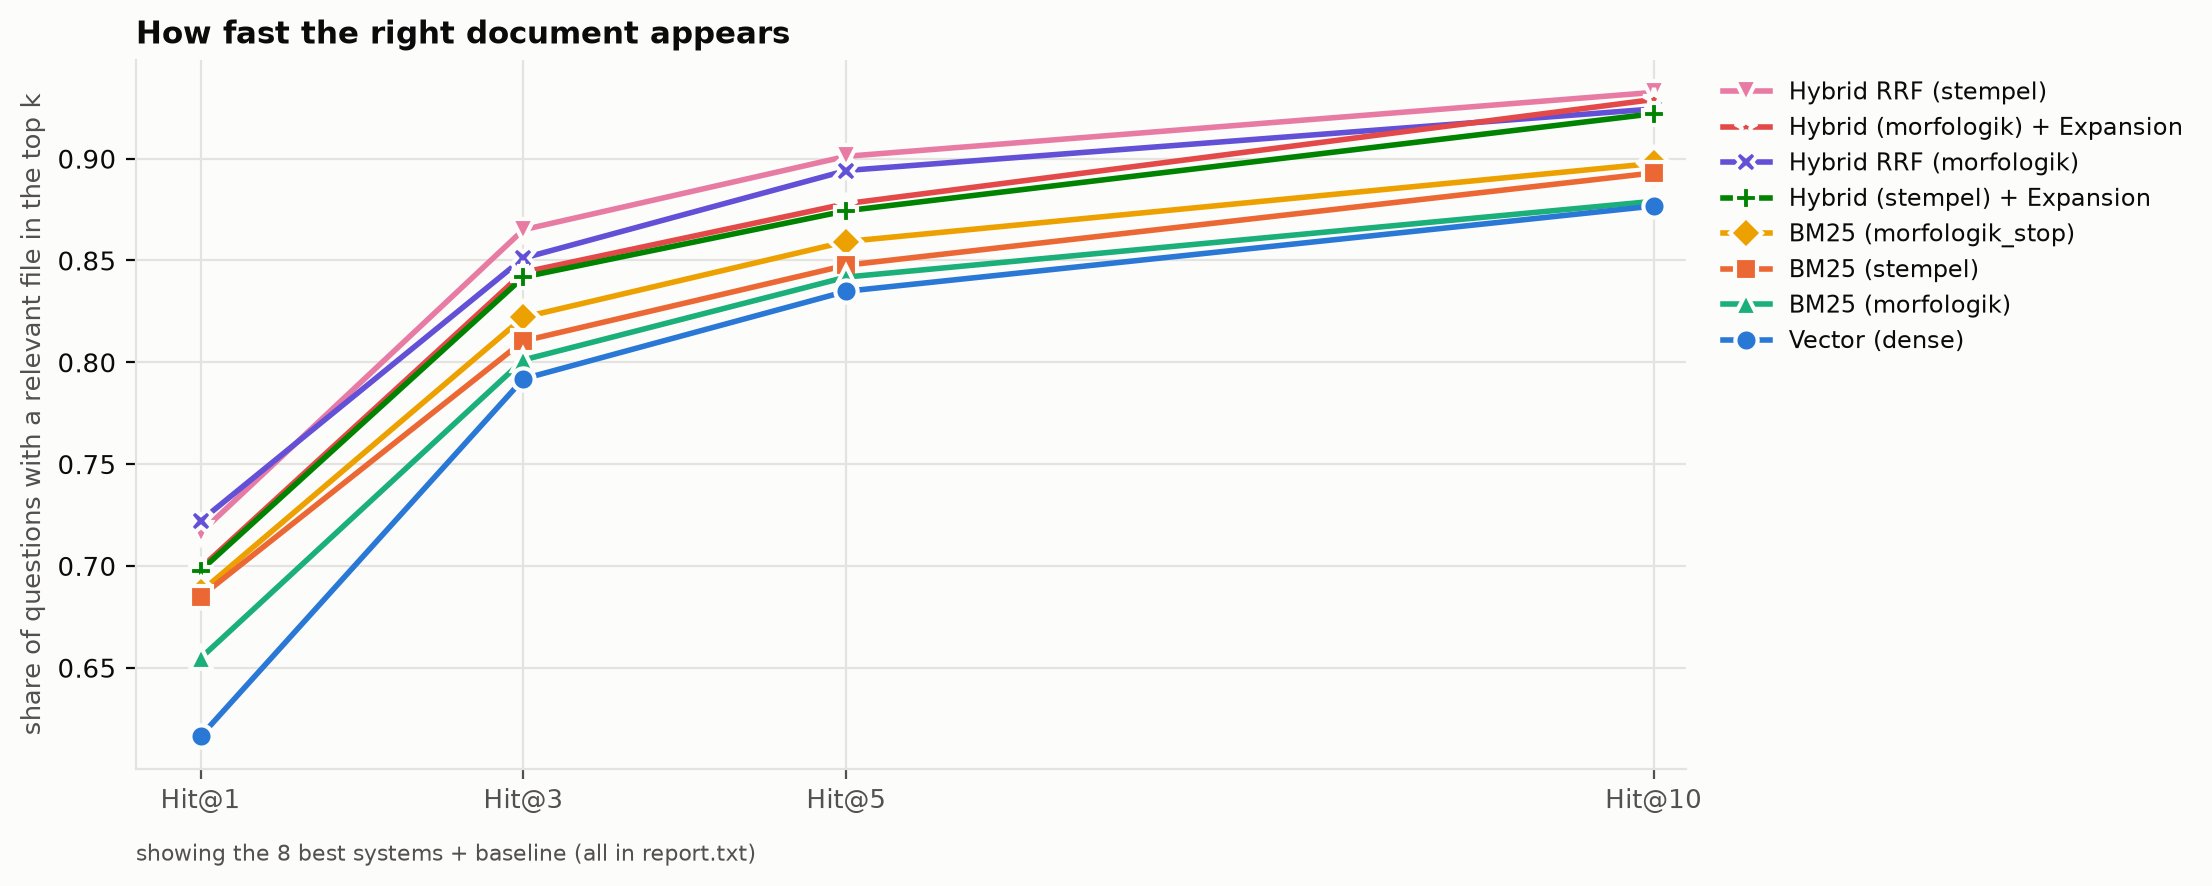 How fast the right document appears
share of questions with a relevant file in the top k
0.90
0.85
0.80
0.75
0.70
0.65
Hit@1
Hit@3
Hit@5
Hit@10
Hybrid RRF (stempel)
Hybrid (morfologik) + Expansion
Hybrid RRF (morfologik)
Hybrid (stempel) + Expansion
BM25 (morfologik_stop)
BM25 (stempel)
BM25 (morfologik)
Vector (dense)
showing the 8 best systems + baseline (all in report.txt)